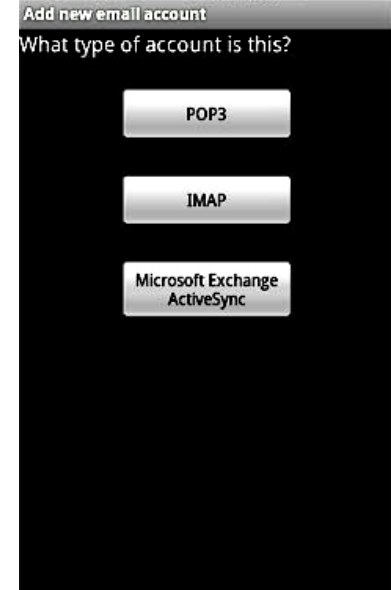 Add new email account
What type of account is this?
POP3
IMAP
Microsoft Exchange
ActiveSync